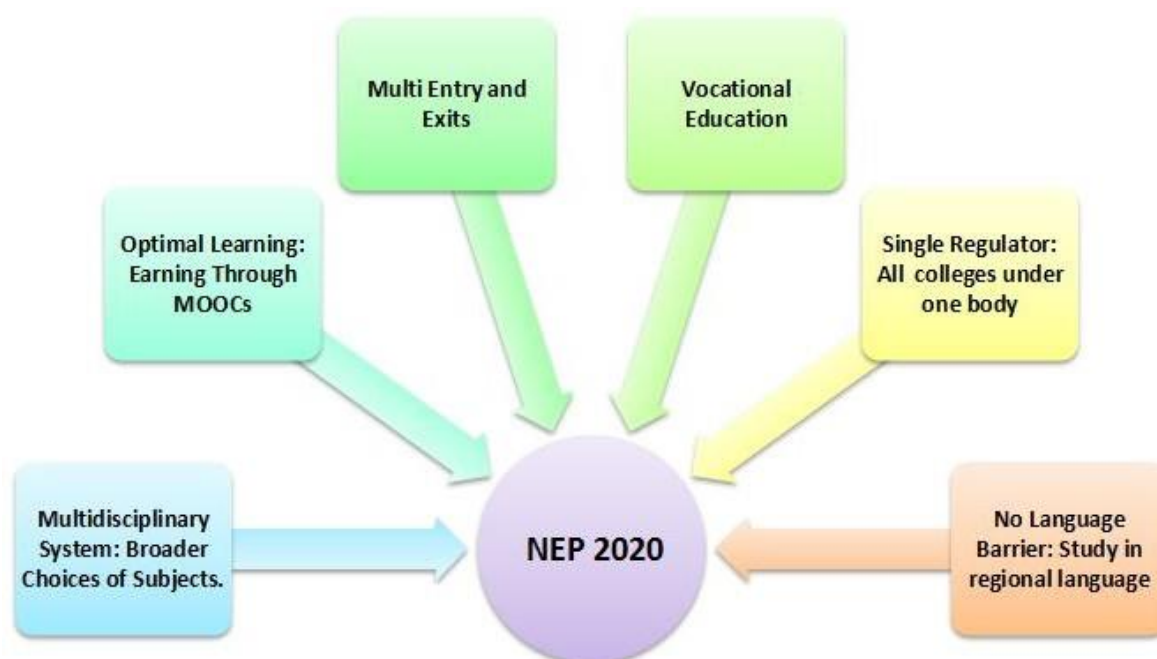 Multi Entry and
Exits
Vocational
Education
Optimal Learning:
Earning Through
MOOCs
Single Regulator:
All colleges under
one body
Multidisciplinary
System: Broader
Choices of Subjects.
NEP 2020
No Language
Barrier: Study in
regional language